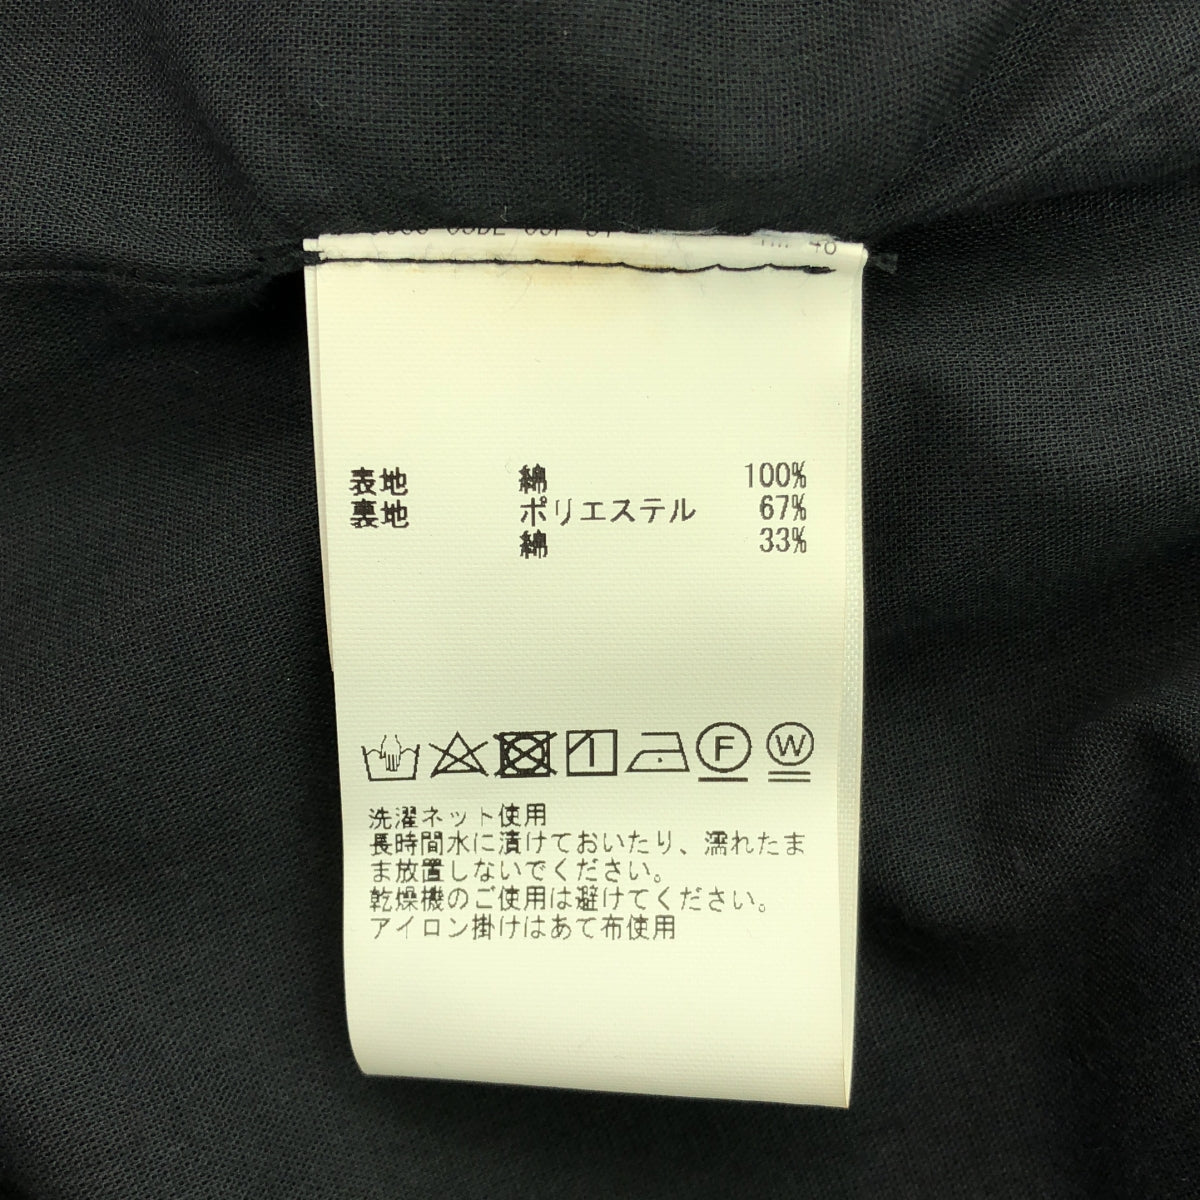 表地 綿 100%
裏地 ポリエステル 67%
綿 33%
F W
洗濯ネット使用
長時間水に漬けておいたり、濡れたま
ま放置しないでください。
乾燥機のご使用は避けてください。
アイロン掛けはあて布使用